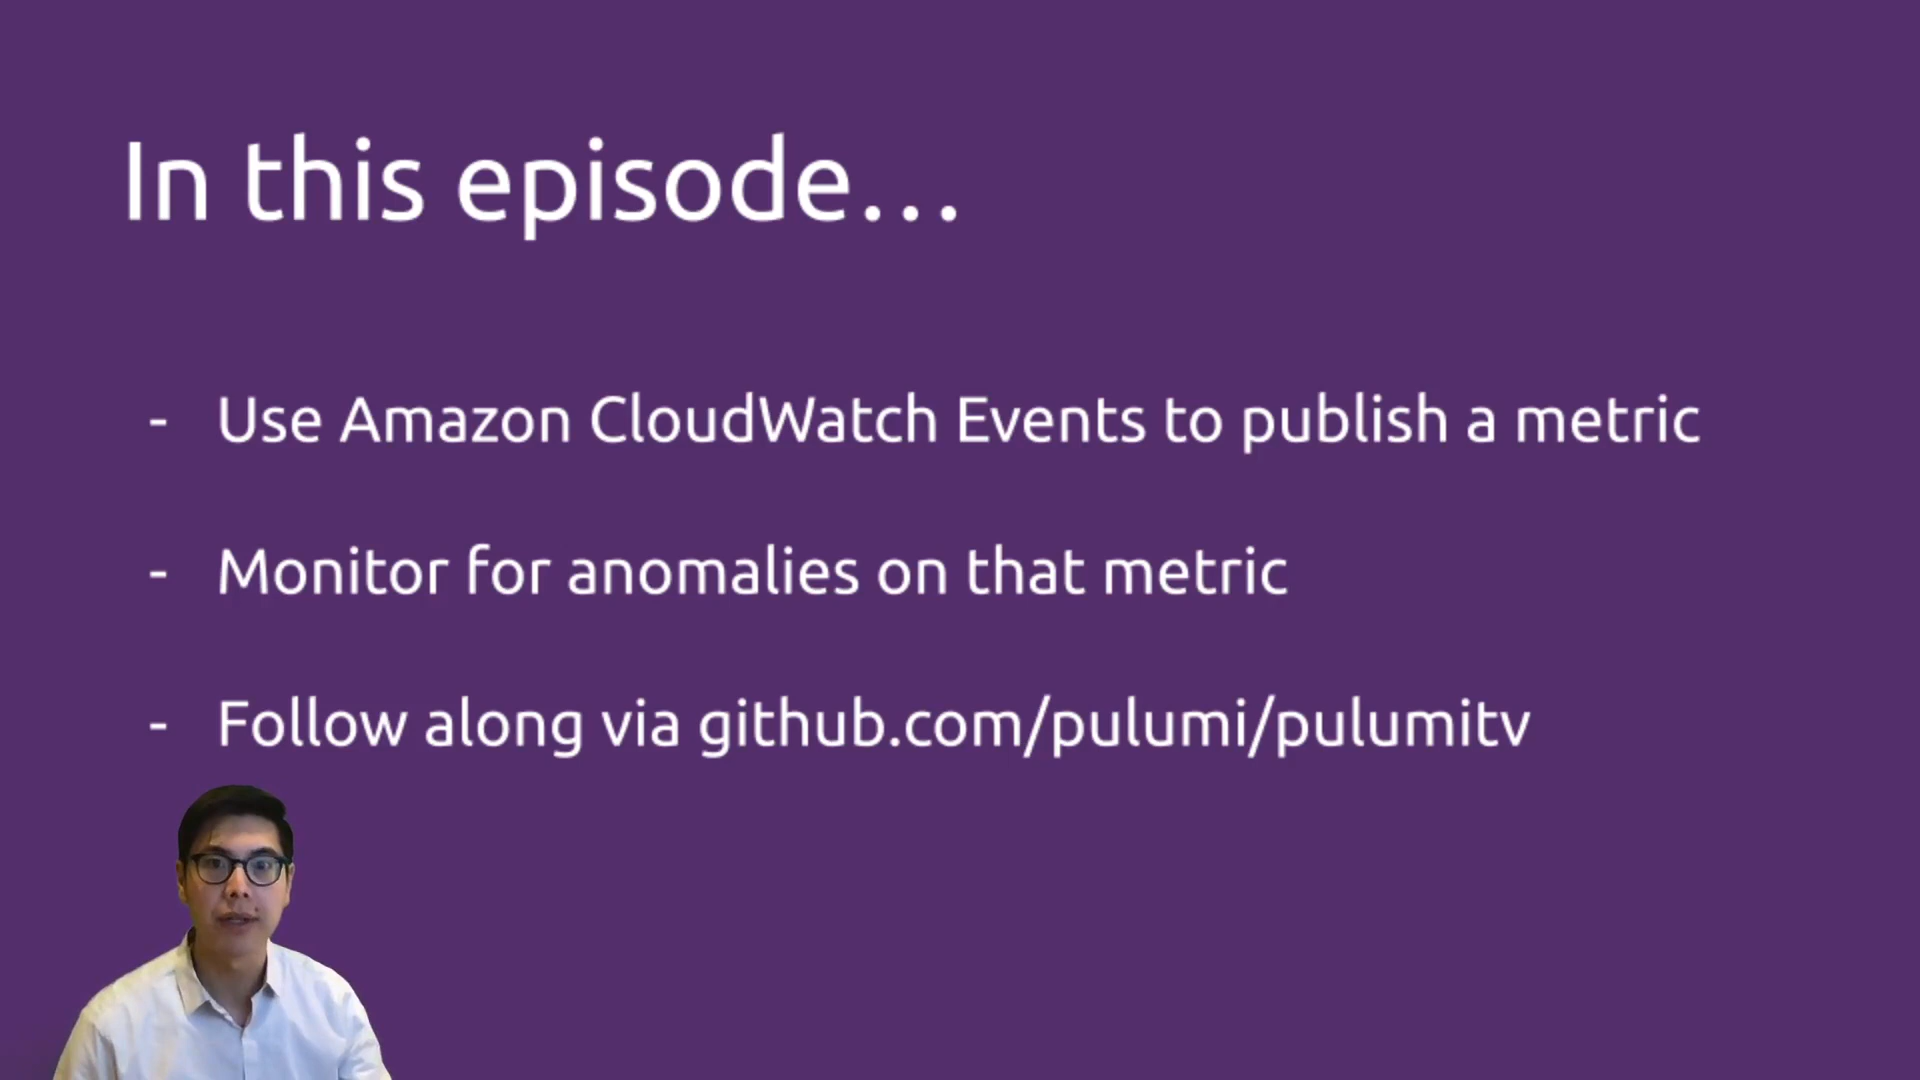 In this episode...
- Use Amazon CloudWatch Events to publish a metric
- Monitor for anomalies on that metric
- Follow along via github.com/pulumi/pulumitv